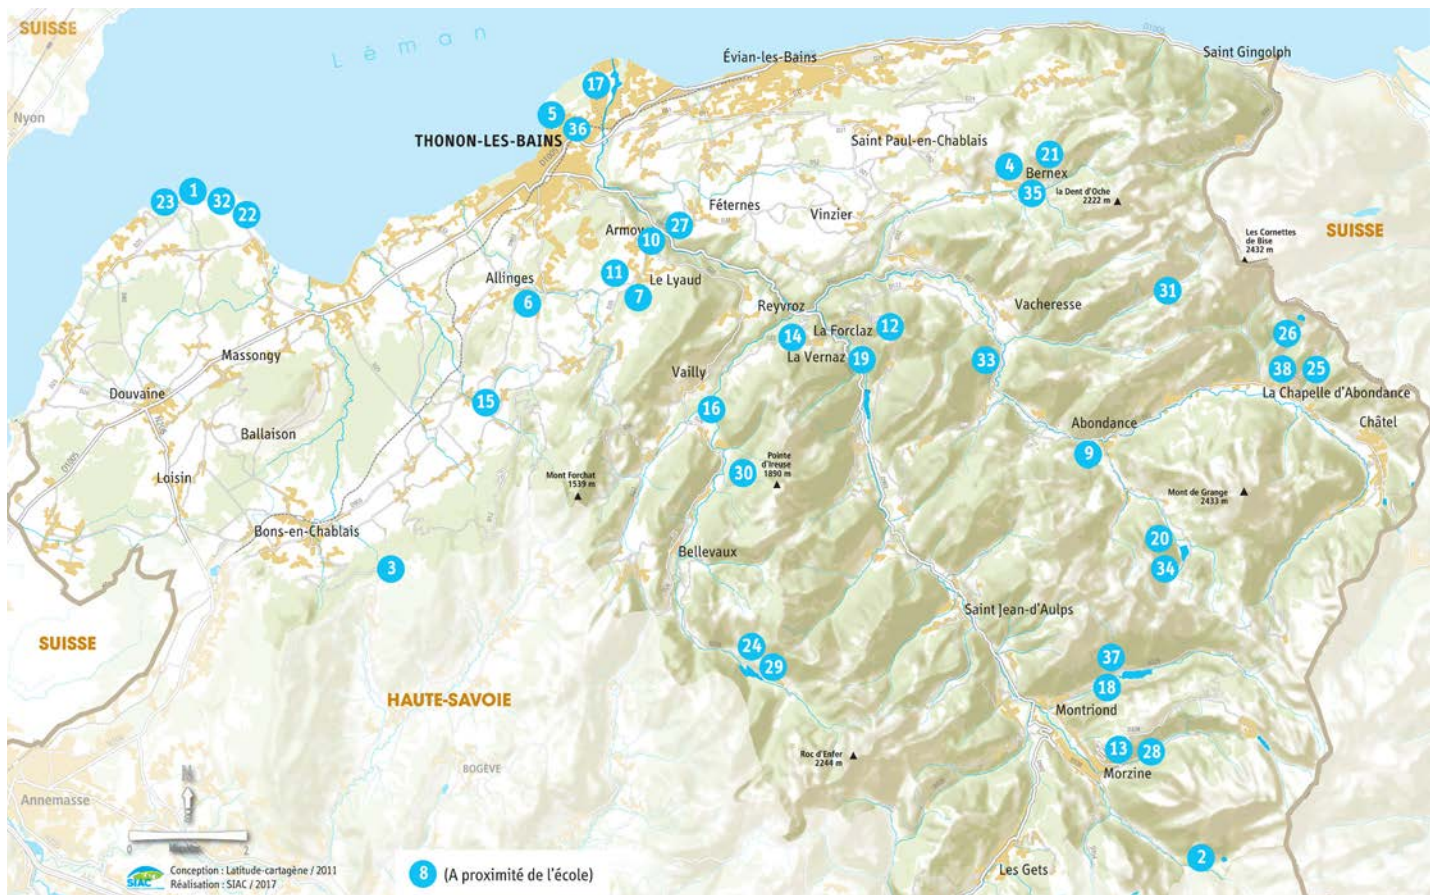 SUISSE
Léman
Saint Gingolph
Évian-les-Bains
17
Nyon
5
36
THONON-LES-BAINS
Saint Paul-en-Chablais
4
21
Bernex
35
la Dent d'Oche
2222 m
23
1
32
22
Féternes
Vinzier
27
Armoy
10
Les Cornettes
de Bise
2432 m
SUISSE
11
Le Lyaud
Allinges
6
7
31
Reyvroz
Vacheresse
La Forclaz
12
26
14
Massongy
La Vernaz
19
33
38
25
Vailly
Douvaine
La Chapelle d'Abondance
15
16
Ballaison
Abondance
Châtel
9
Loisin
Mont Forchat
1539 m
30
Pointe
d'Ireuse
1890 m
Mont de Grange
2433 m
Bons-en-Chablais
3
Bellevaux
20
34
Saint Jean-d'Aulps
SUISSE
24
29
37
18
HAUTE-SAVOIE
Montriond
13
28
Roc d'Enfer
2244 m
Morzine
BOGÈVE
Annemasse
N
0
2
2
Les Gets
SIAC
Conception : Latitude-cartagène / 2011
Réalisation : SIAC / 2017
8 (A proximité de l'école)